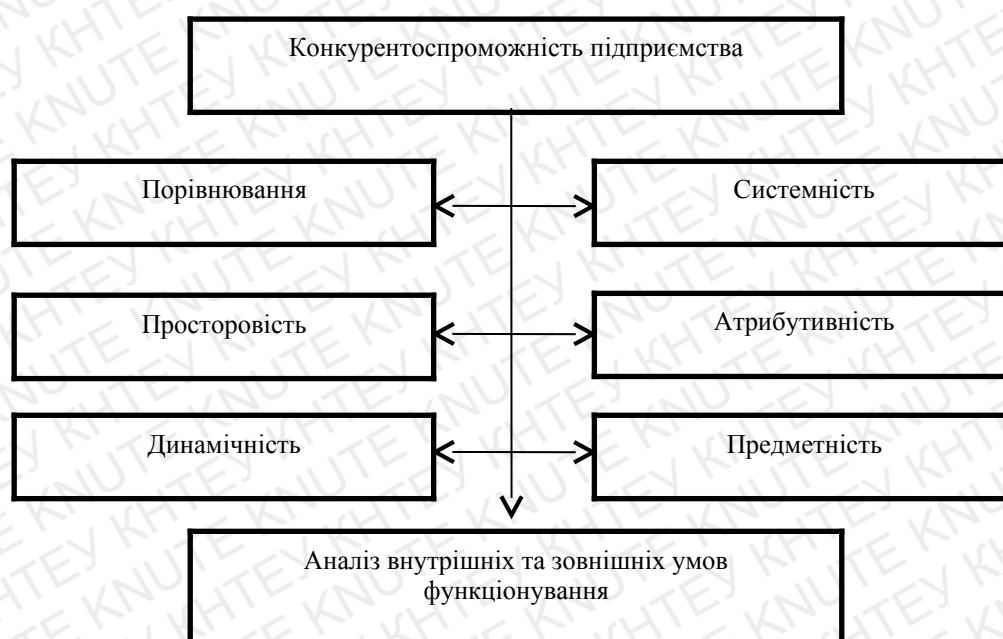 Конкурентоспроможність підприємства
Порівнювання
Системність
Просторовість
Атрибутивність
Динамічність
Предметність
Аналіз внутрішніх та зовнішніх умов
функціонування